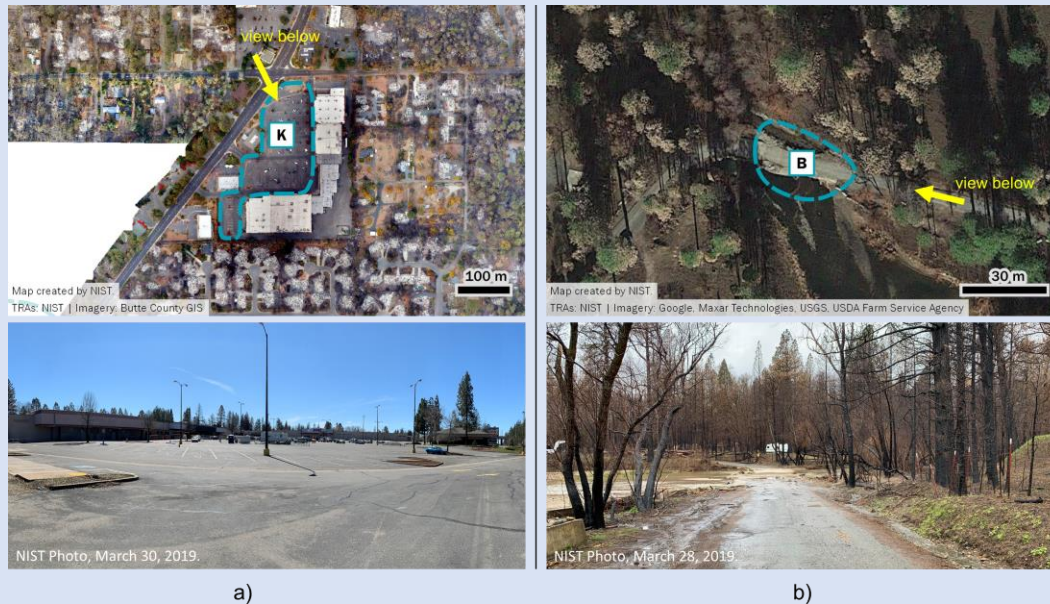 view below
K
100 m
Map created by NIST.
TRAs: NIST | Imagery: Butte County GIS
NIST Photo, March 30, 2019.
a)
B
view below
30 m
Map created by NIST.
TRAs: NIST | Imagery: Google, Maxar Technologies, USGS, USDA Farm Service Agency
NIST Photo, March 28, 2019.
b)